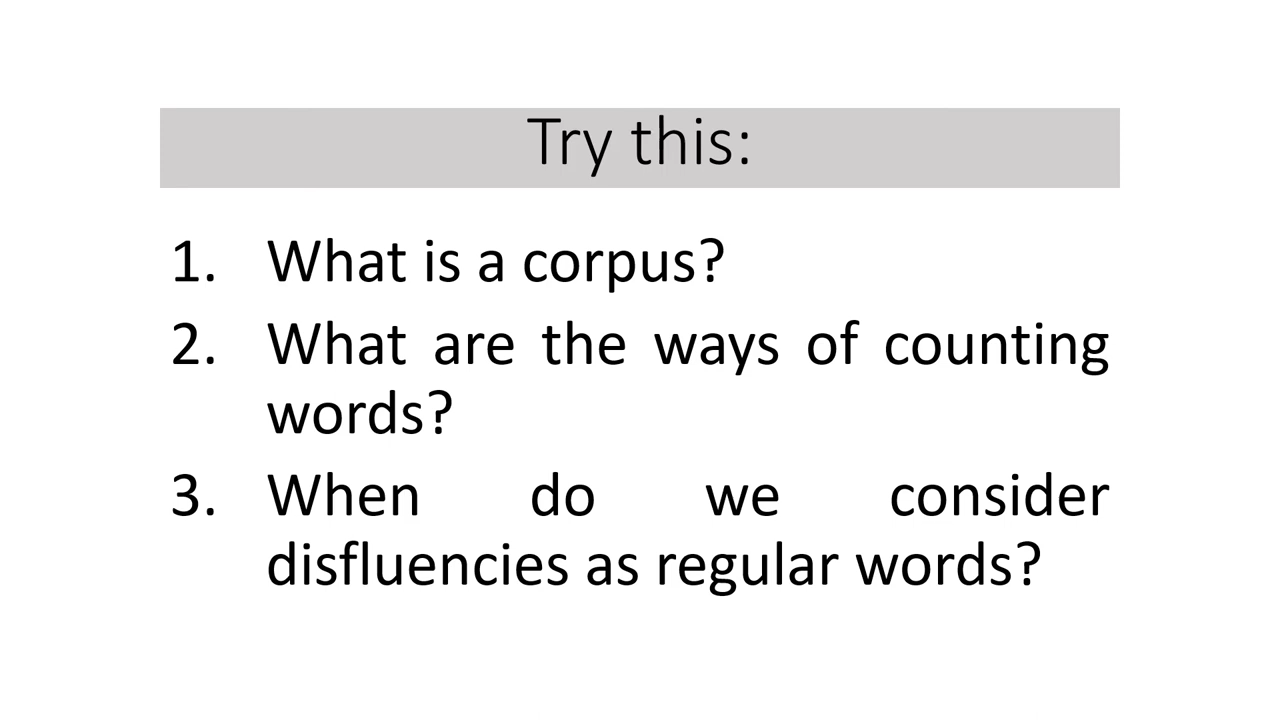 Try this:
1. What is a corpus?
2. What are the ways of counting
words?
3. When do we consider
disfluencies as regular words?